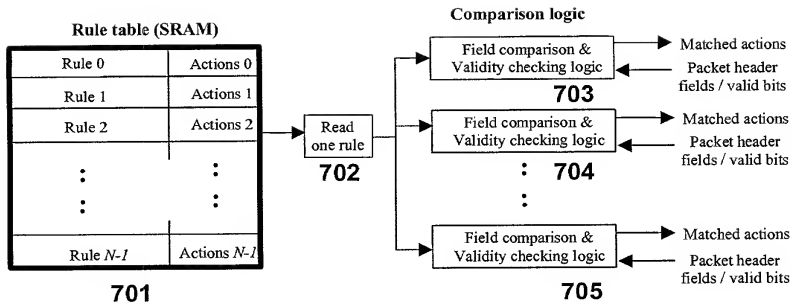 Rule table (SRAM)
Comparison logic
Rule 0 Actions 0
Rule 1 Actions 1
Rule 2 Actions 2
⋮ ⋮
Rule N-1 Actions N-1
701
Read
one rule
702
Field comparison &
Validity checking logic
703
Matched actions
Packet header
fields / valid bits
Field comparison &
Validity checking logic
704
Matched actions
Packet header
fields / valid bits
⋮ ⋮
Field comparison &
Validity checking logic
705
Matched actions
Packet header
fields / valid bits